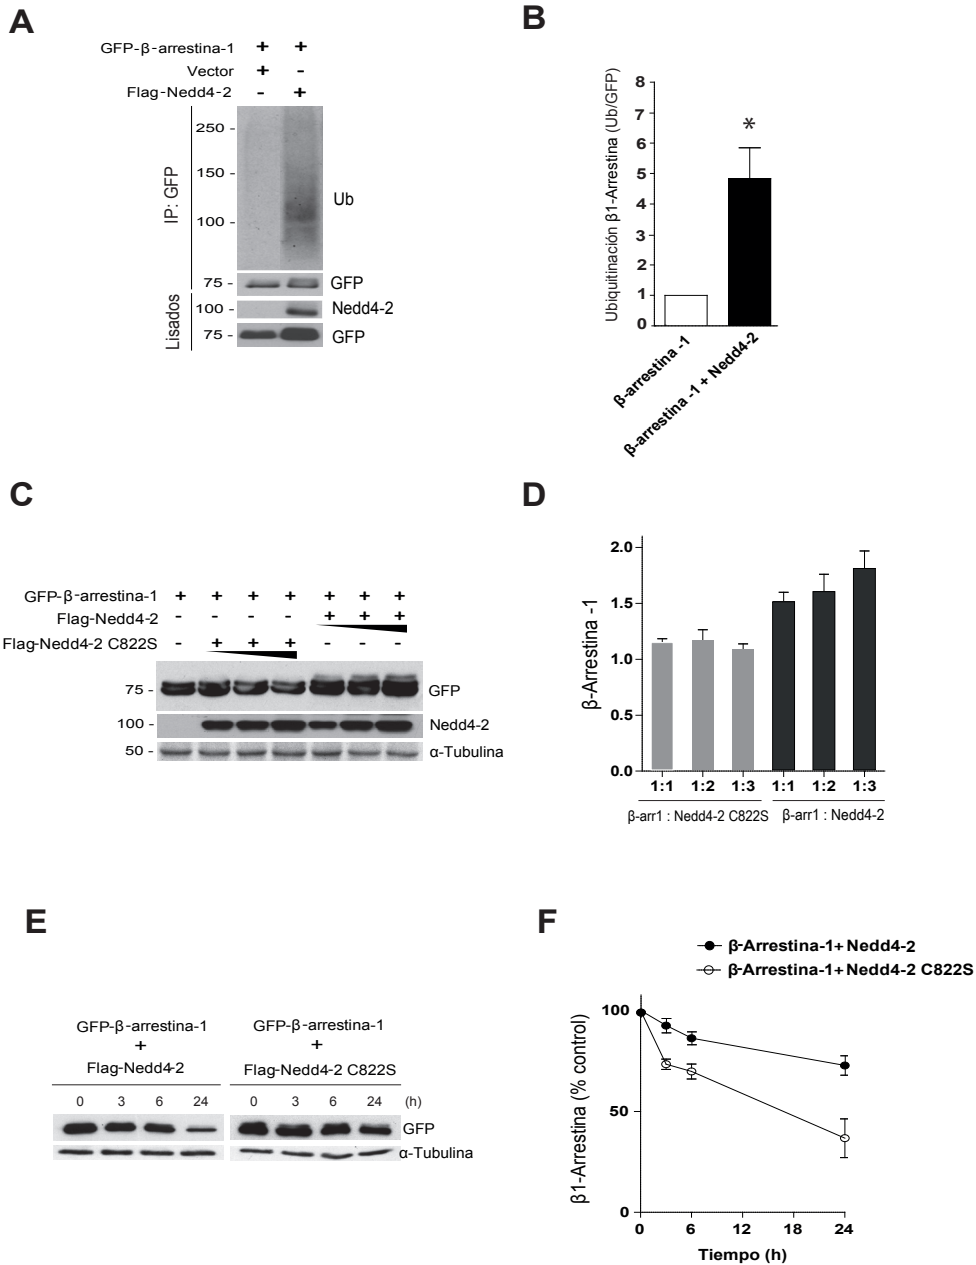 A
GFP-β-arrestina-1 + +
Vector + -
Flag-Nedd4-2 - +
IP: GFP
250 -
150 -
100 -
Ub
75 -
GFP
Lisados
100 -
Nedd4-2
75 -
GFP
B
Ubiquitinación β1-Arrestina (Ub/GFP)
8
7
6
5
4
3
2
1
0
*
β-arrestina -1
β-arrestina -1 + Nedd4-2
C
GFP-β-arrestina-1 + + + + + + +
Flag-Nedd4-2 - - - - + + +
Flag-Nedd4-2 C822S - + + + - - -
75 -
GFP
100 -
Nedd4-2
50 -
α-Tubulina
D
β-Arrestina -1
2.0
1.5
1.0
0.5
0.0
1:1 1:2 1:3 1:1 1:2 1:3
β-arr1 : Nedd4-2 C822S β-arr1 : Nedd4-2
E
GFP-β-arrestina-1
+
Flag-Nedd4-2
GFP-β-arrestina-1
+
Flag-Nedd4-2 C822S
0 3 6 24 0 3 6 24 (h)
GFP
α-Tubulina
F
β-Arrestina-1+ Nedd4-2
β-Arrestina-1+ Nedd4-2 C822S
β1-Arrestina (% control)
100
50
0
0 6 12 18 24
Tiempo (h)